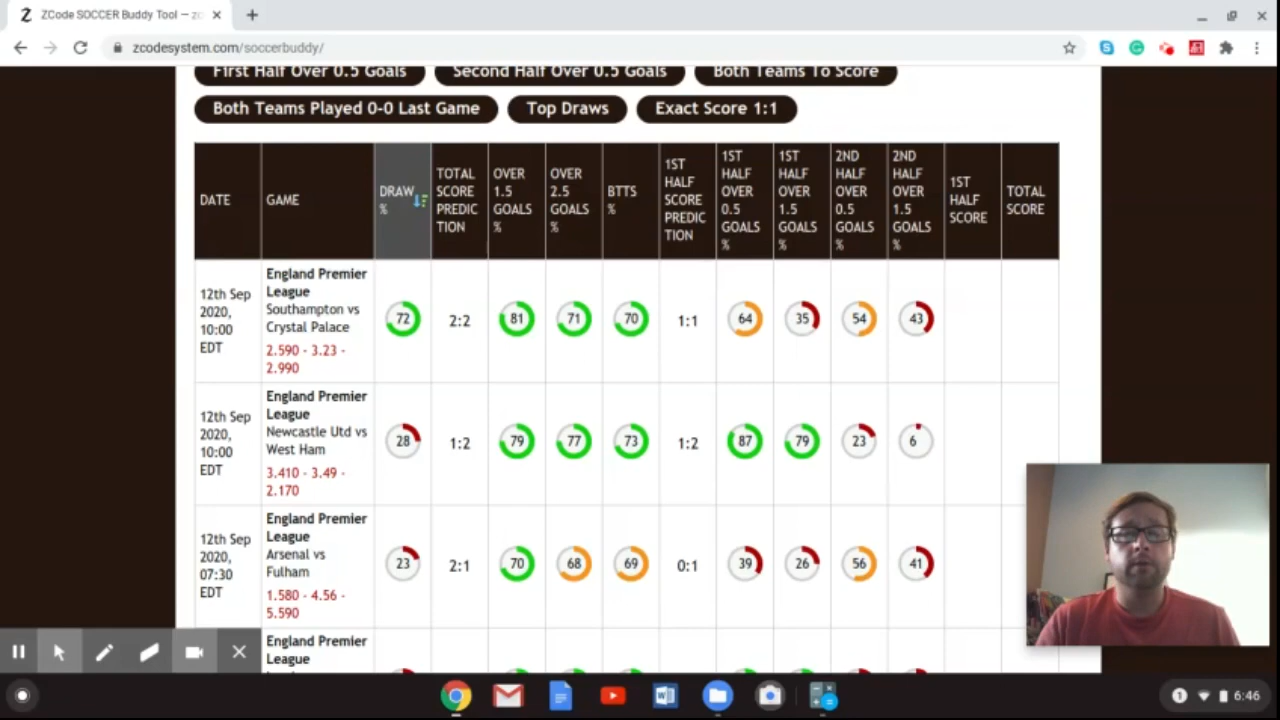 ZCode SOCCER Buddy Tool — zc
zcodesystem.com/soccerbuddy/
First Half Over 0.5 Goals
Second Half Over 0.5 Goals
Both Teams To Score
Both Teams Played 0-0 Last Game
Top Draws
Exact Score 1:1
DATE
GAME
DRAW
%
TOTAL
SCORE
PREDIC
TION
OVER
1.5
GOALS
%
OVER
2.5
GOALS
%
BTTS
%
1ST
HALF
SCORE
PREDIC
TION
1ST
HALF
OVER
0.5
GOALS
%
1ST
HALF
OVER
1.5
GOALS
%
2ND
HALF
OVER
0.5
GOALS
%
2ND
HALF
OVER
1.5
GOALS
%
1ST
HALF
SCORE
TOTAL
SCORE
12th Sep
2020,
10:00
EDT
England Premier
League
Southampton vs
Crystal Palace
2.590 - 3.23 -
2.990
72
2:2
81
71
70
1:1
64
35
54
43
12th Sep
2020,
10:00
EDT
England Premier
League
Newcastle Utd vs
West Ham
3.410 - 3.49 -
2.170
28
1:2
79
77
73
1:2
87
79
23
6
12th Sep
2020,
07:30
EDT
England Premier
League
Arsenal vs
Fulham
1.580 - 4.56 -
5.590
23
2:1
70
68
69
0:1
39
26
56
41
England Premier
League
6:46